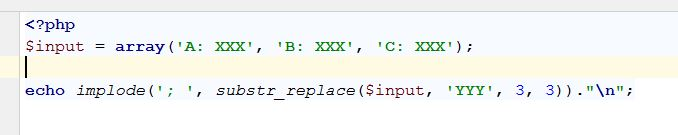 <?php
$input = array('A: XXX', 'B: XXX', 'C: XXX');
echo implode('; ', substr_replace($input, 'YYY', 3, 3))."\n";